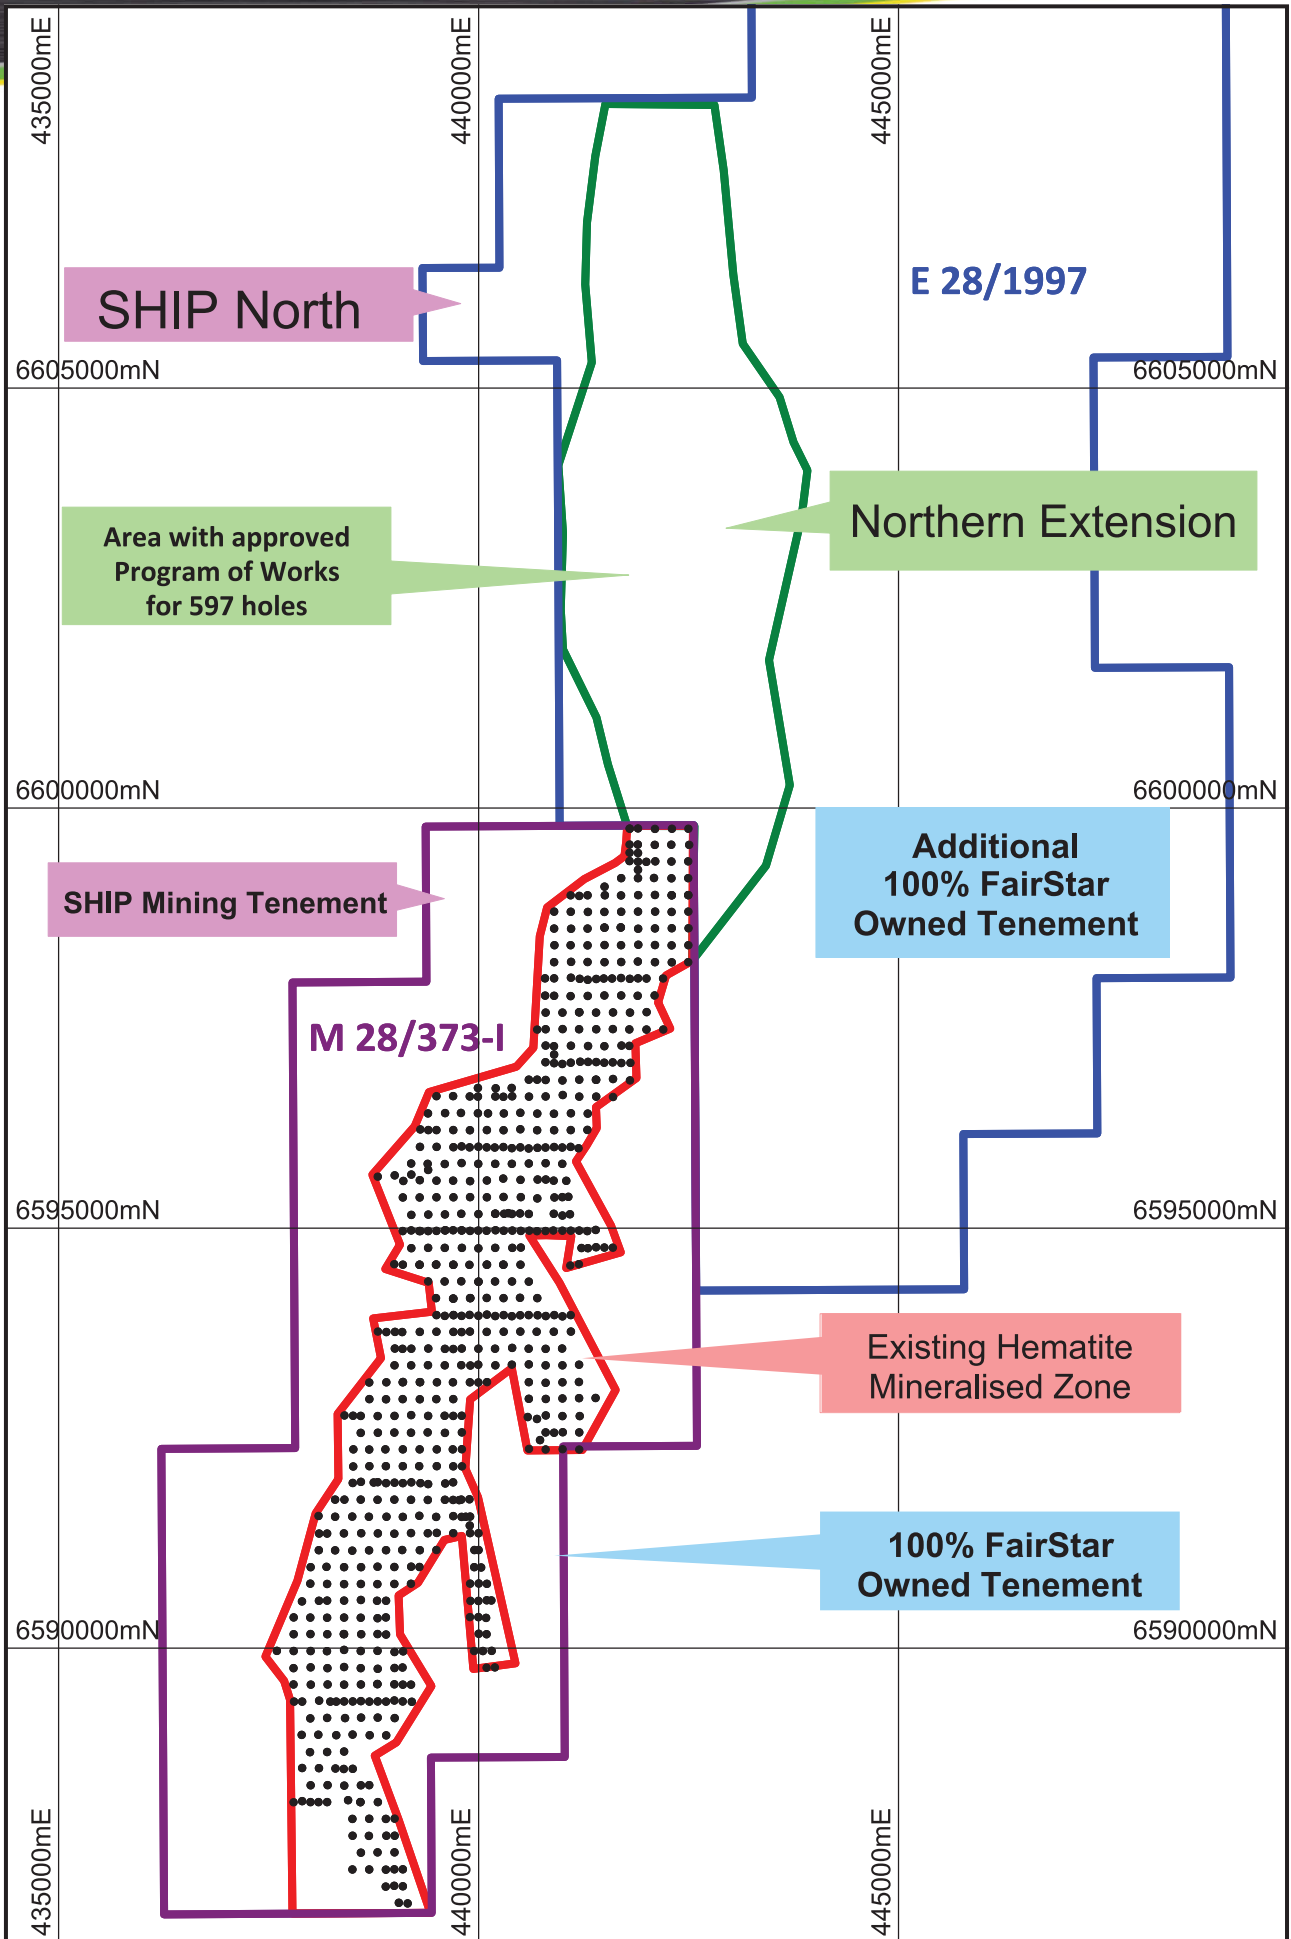 435000mE
440000mE
445000mE
E 28/1997
SHIP North
6605000mN
6605000mN
Northern Extension
Area with approved
Program of Works
for 597 holes
6600000mN
6600000mN
Additional
100% FairStar
Owned Tenement
SHIP Mining Tenement
M 28/373-I
6595000mN
6595000mN
Existing Hematite
Mineralised Zone
100% FairStar
Owned Tenement
6590000mN
6590000mN
435000mE
440000mE
445000mE